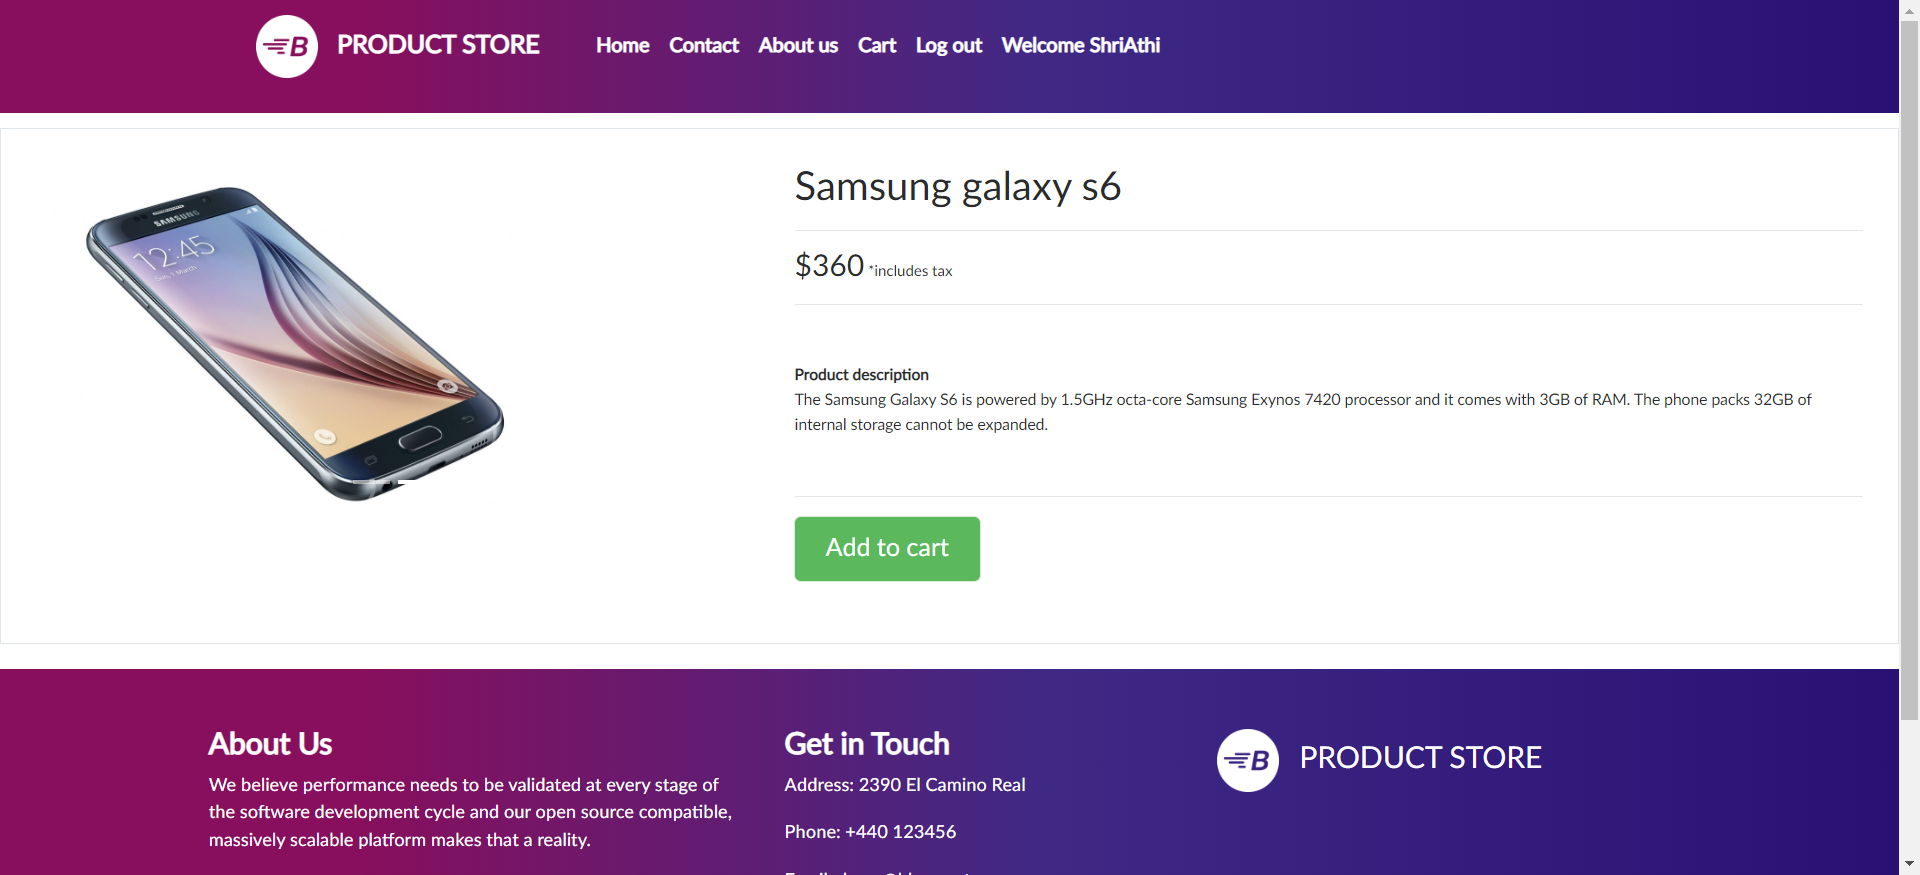 B PRODUCT STORE Home Contact About us Cart Log out Welcome ShriAthi
SAMSUNG
12:45
Sun, 1 March
Samsung galaxy s6
$360 *includes tax
Product description
The Samsung Galaxy S6 is powered by 1.5GHz octa-core Samsung Exynos 7420 processor and it comes with 3GB of RAM. The phone packs 32GB of
internal storage cannot be expanded.
Add to cart
About Us
We believe performance needs to be validated at every stage of
the software development cycle and our open source compatible,
massively scalable platform makes that a reality.
Get in Touch
Address: 2390 El Camino Real
Phone: +440 123456
B PRODUCT STORE